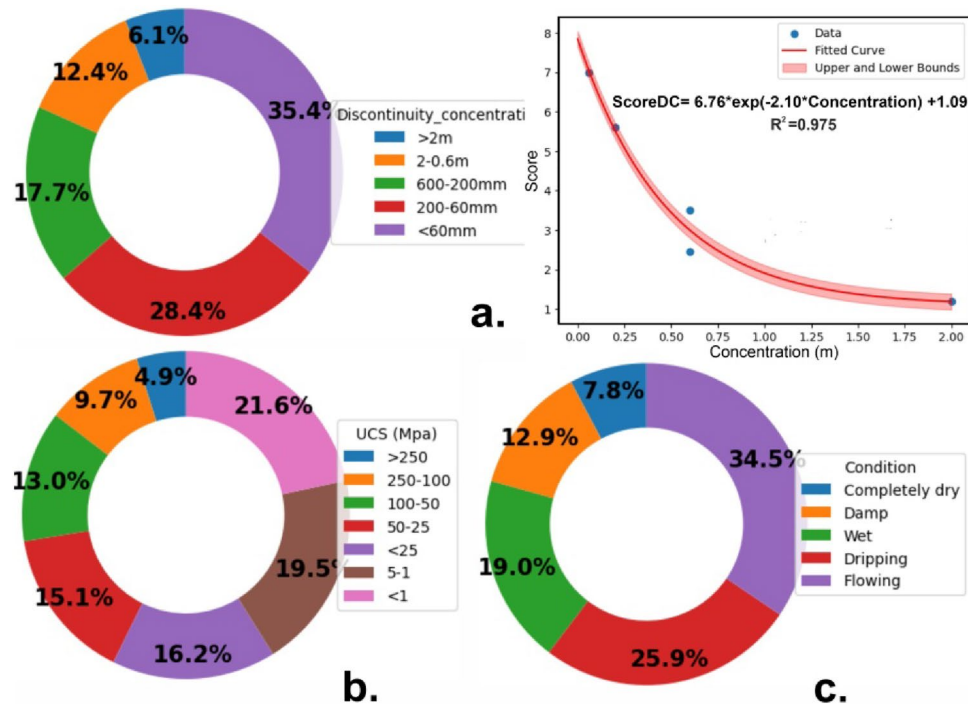 6.1%
12.4%
35.4%
17.7%
28.4%
Discontinuity_concentrati
>2m
2-0.6m
600-200mm
200-60mm
<60mm
a.
8
7
6
5
4
3
2
1
Score
Data
Fitted Curve
Upper and Lower Bounds
ScoreDC= 6.76*exp(-2.10*Concentration) +1.09
R²=0.975
0.00 0.25 0.50 0.75 1.00 1.25 1.50 1.75 2.00
Concentration (m)
4.9%
9.7%
21.6%
13.0%
19.5%
15.1%
16.2%
UCS (Mpa)
>250
250-100
100-50
50-25
<25
5-1
<1
b.
7.8%
12.9%
34.5%
19.0%
25.9%
Condition
Completely dry
Damp
Wet
Dripping
Flowing
c.